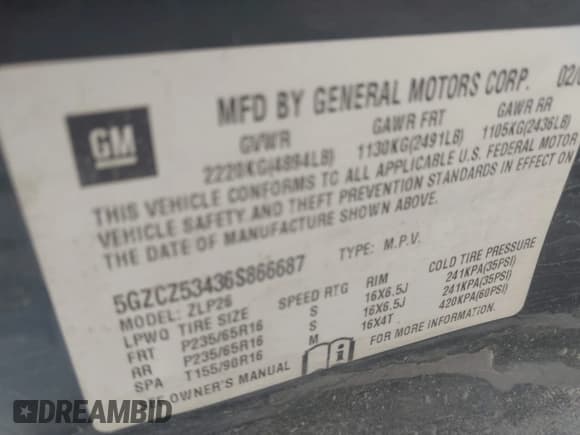 GM
MFD BY GENERAL MOTORS CORP. 02/
GVWR GAWR FRT GAWR RR
2220KG(4894LB) 1130KG(2491LB) 1105KG(2436LB)
THIS VEHICLE CONFORMS TO ALL APPLICABLE U.S. FEDERAL MOTOR
VEHICLE SAFETY AND THEFT PREVENTION STANDARDS IN EFFECT ON
THE DATE OF MANUFACTURE SHOWN ABOVE.
5GZCZ53436S866687 TYPE: M.P.V.
MODEL: ZLP26
LPWQ TIRE SIZE SPEED RTG RIM COLD TIRE PRESSURE
FRT P235/65R16 S 16X6.5J 241KPA(35PSI)
RR P235/65R16 S 16X6.5J 241KPA(35PSI)
SPA T155/90R16 M 16X4T 420KPA(60PSI)
OWNER'S MANUAL i FOR MORE INFORMATION.
DREAMBID